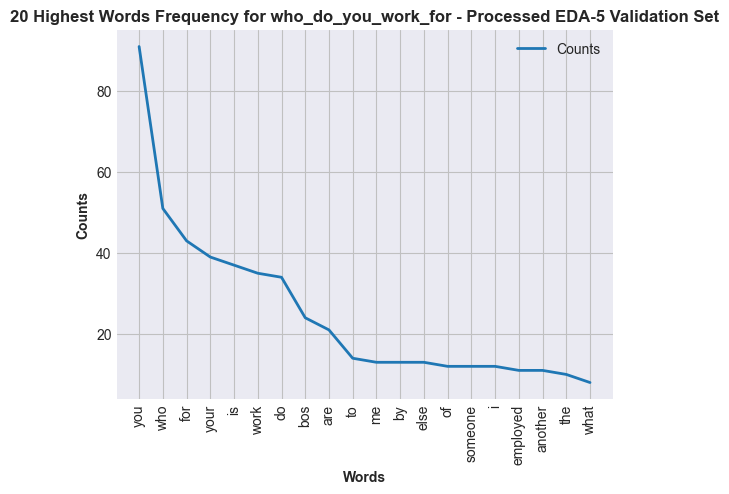 20 Highest Words Frequency for who_do_you_work_for - Processed EDA-5 Validation Set
Counts
80
60
40
20
Counts
you
who
for
your
is
work
do
bos
are
to
me
by
else
of
someone
i
employed
another
the
what
Words